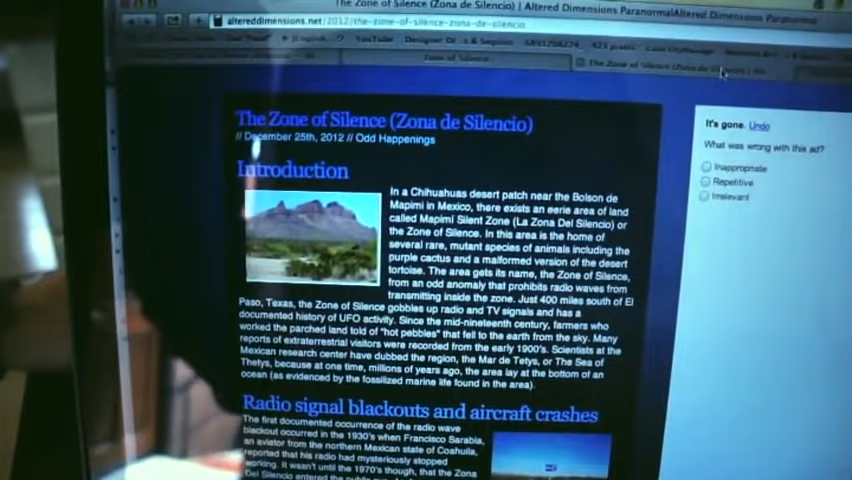 The Zone of Silence (Zona de Silencio) | Altered Dimensions ParanormalAltered Dimensions Paranormal
altereddimensions.net/2012/the-zone-of-silence-zona-de-silencio
YouTube
Zone of Silence
The Zone of Silence (Zona de
The Zone of Silence (Zona de Silencio)
// December 25th, 2012 // Odd Happenings
Introduction
In a Chihuahuas desert patch near the Bolson de
Mapimi in Mexico, there exists an eerie area of land
called Mapimi Silent Zone (La Zona Del Silencio) or
the Zone of Silence. In this area is the home of
several rare, mutant species of animals including the
purple cactus and a malformed version of the desert
tortoise. The area gets its name, the Zone of Silence,
from an odd anomaly that prohibits radio waves from
transmitting inside the zone. Just 400 miles south of El
Paso, Texas, the Zone of Silence gobbles up radio and TV signals and has a
documented history of UFO activity. Since the mid-nineteenth century, farmers who
worked the parched land told of "hot pebbles" that fell to the earth from the sky. Many
reports of extraterrestrial visitors were recorded from the early 1900's. Scientists at the
Mexican research center have dubbed the region, the Mar de Tetys, or The Sea of
Thetys, because at one time, millions of years ago, the area lay at the bottom of an
ocean (as evidenced by the fossilized marine life found in the area).
Radio signal blackouts and aircraft crashes
The first documented occurrence of the radio wave
blackout occurred in the 1930's when Francisco Sarabia,
an aviator from the northern Mexican state of Coahuila,
reported that his radio had mysteriously stopped
working. It wasn't until the 1970's though, that the Zona
Del Silencio entered the
It's gone. Undo
What was wrong with this ad?
Inappropriate
Repetitive
Irrelevant